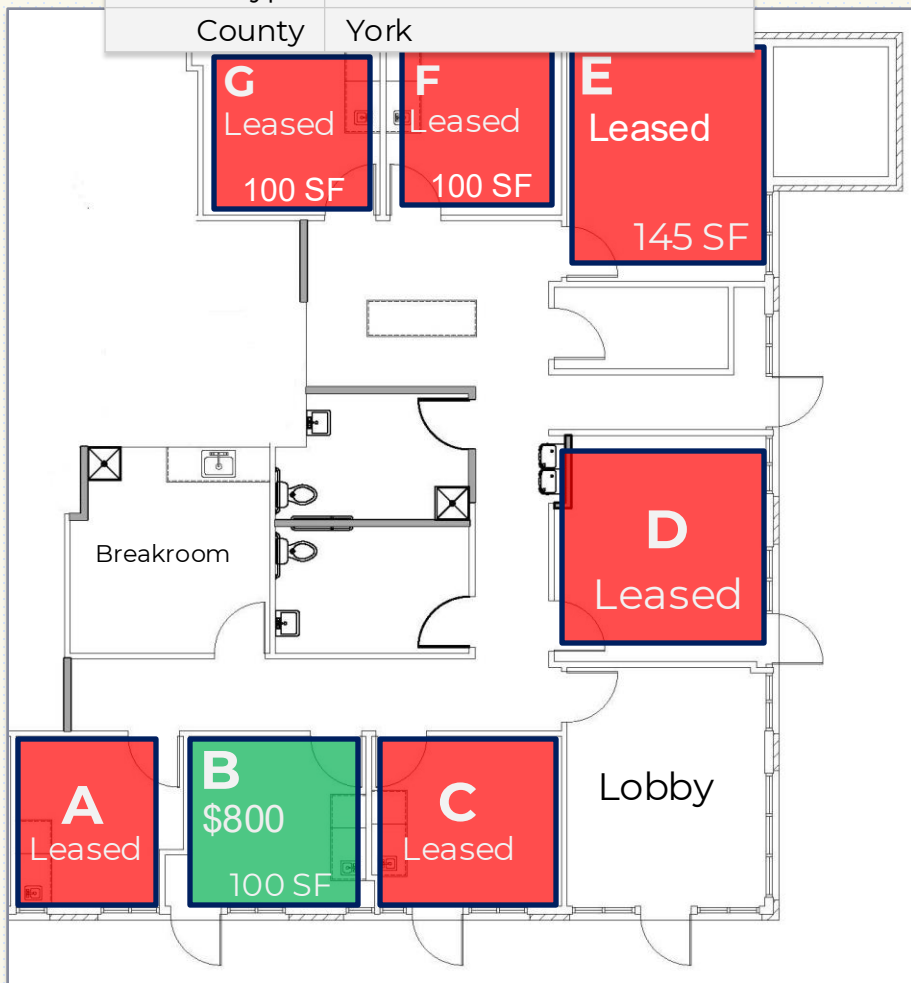 County York
G
Leased
100 SF
F
Leased
100 SF
E
Leased
145 SF
Breakroom
D
Leased
A
Leased
B
$800
100 SF
C
Leased
Lobby